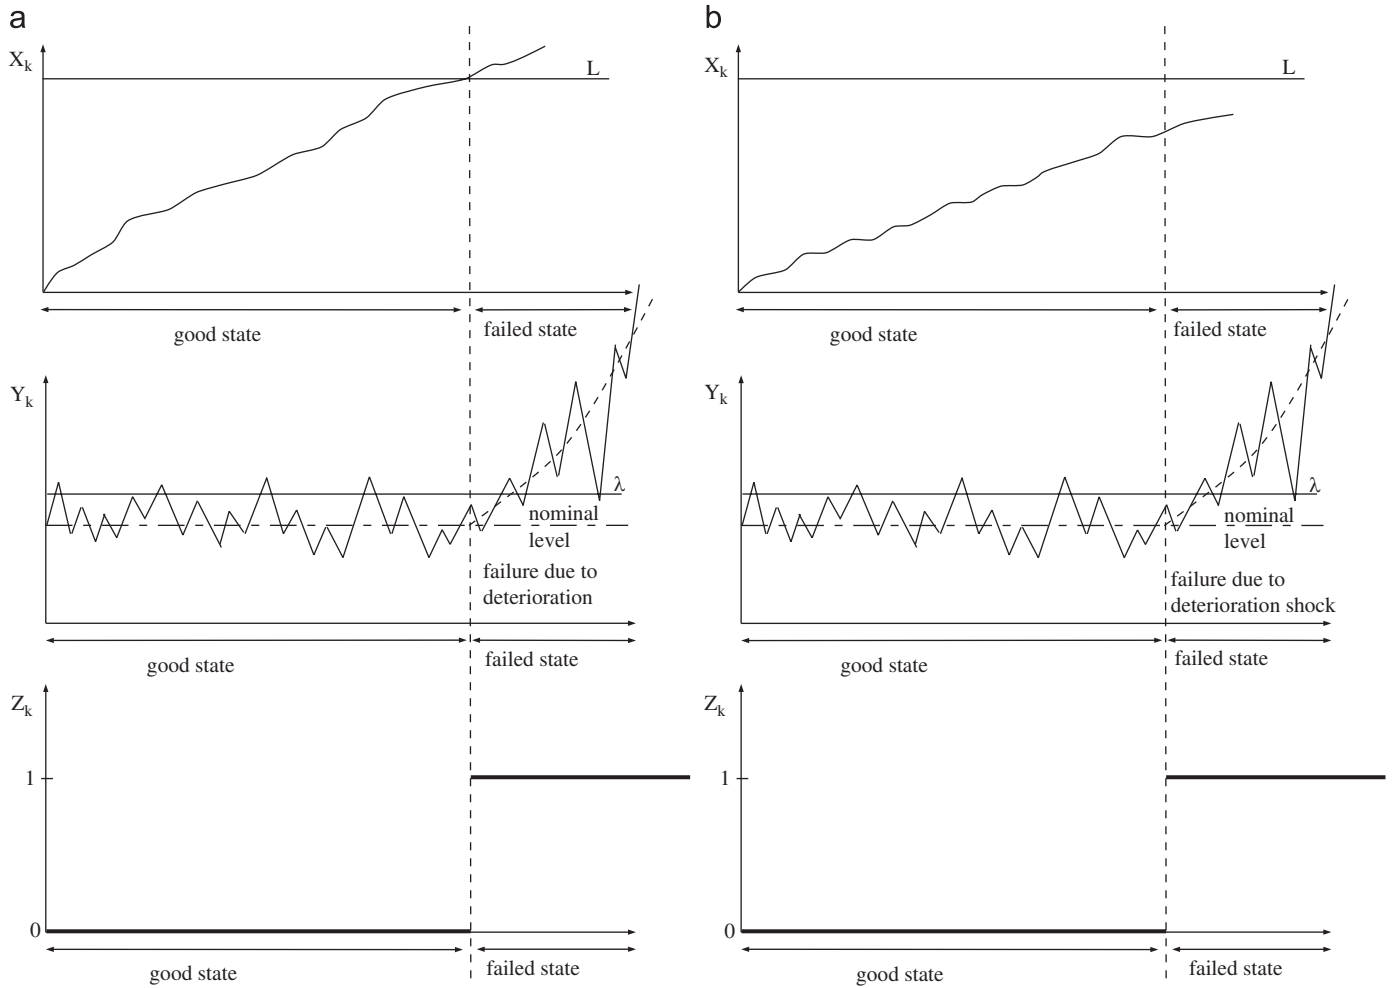 a
X_k
L
good state
failed state
Y_k
λ
nominal
level
failure due to
deterioration
good state
failed state
Z_k
1
0
good state
failed state
b
X_k
L
good state
failed state
Y_k
λ
nominal
level
failure due to
deterioration shock
good state
failed state
Z_k
1
0
good state
failed state